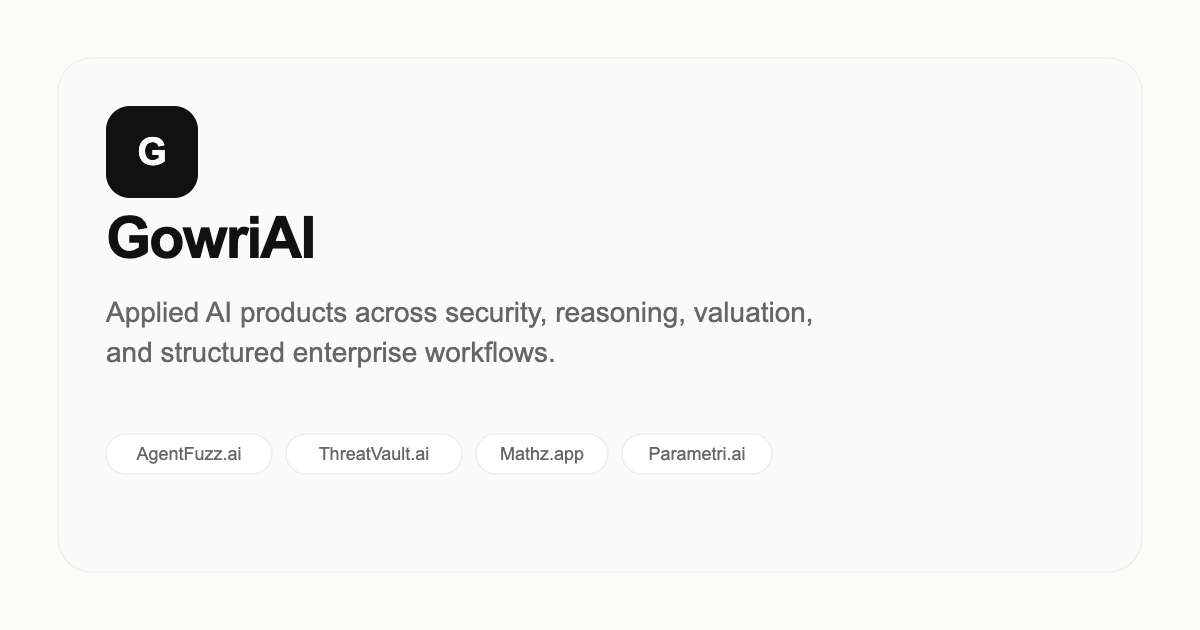 G
GowriAI
Applied AI products across security, reasoning, valuation,
and structured enterprise workflows.
AgentFuzz.ai ThreatVault.ai Mathz.app Parametri.ai